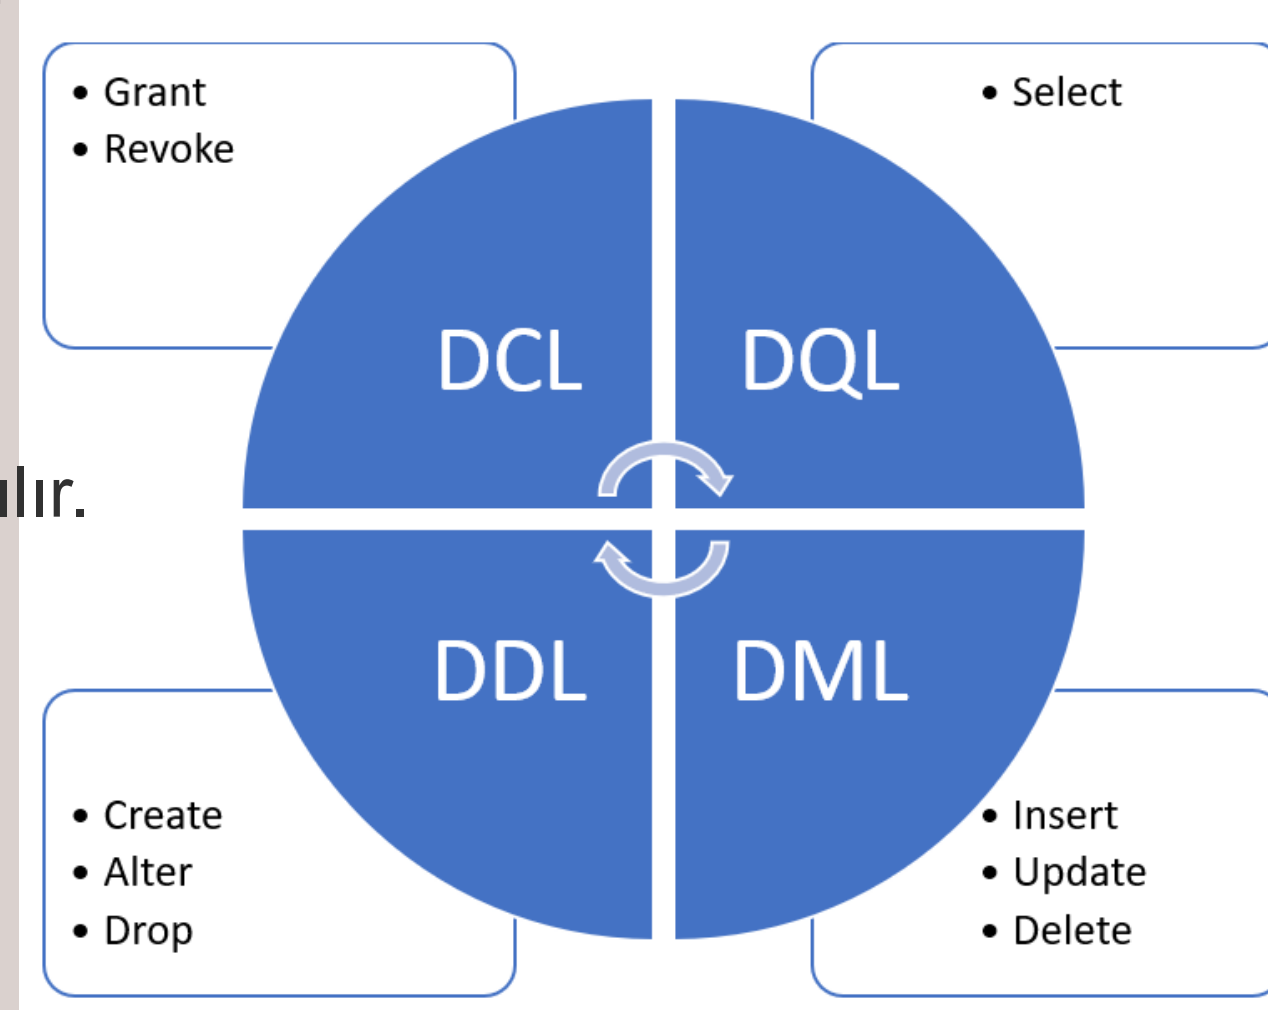 • Grant
• Revoke
• Select
DCL
DQL
ılır.
DDL
DML
• Create
• Alter
• Drop
• Insert
• Update
• Delete